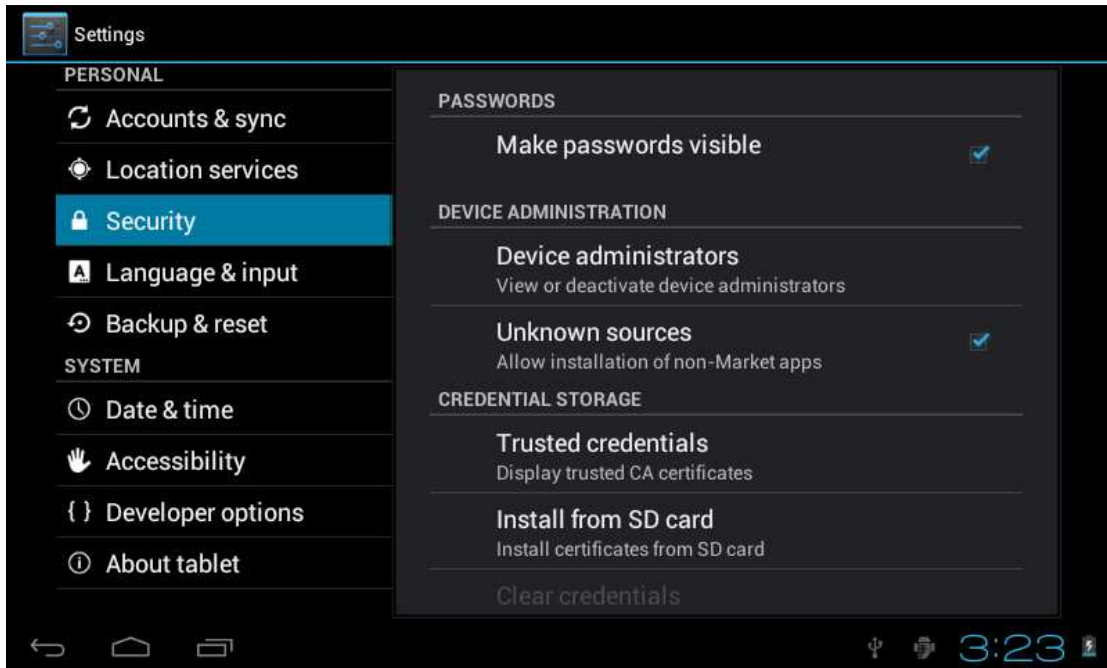 Settings
PERSONAL
Accounts & sync
Location services
Security
Language & input
Backup & reset
SYSTEM
Date & time
Accessibility
Developer options
About tablet
PASSWORDS
Make passwords visible
DEVICE ADMINISTRATION
Device administrators
View or deactivate device administrators
Unknown sources
Allow installation of non-Market apps
CREDENTIAL STORAGE
Trusted credentials
Display trusted CA certificates
Install from SD card
Install certificates from SD card
Clear credentials
3:23